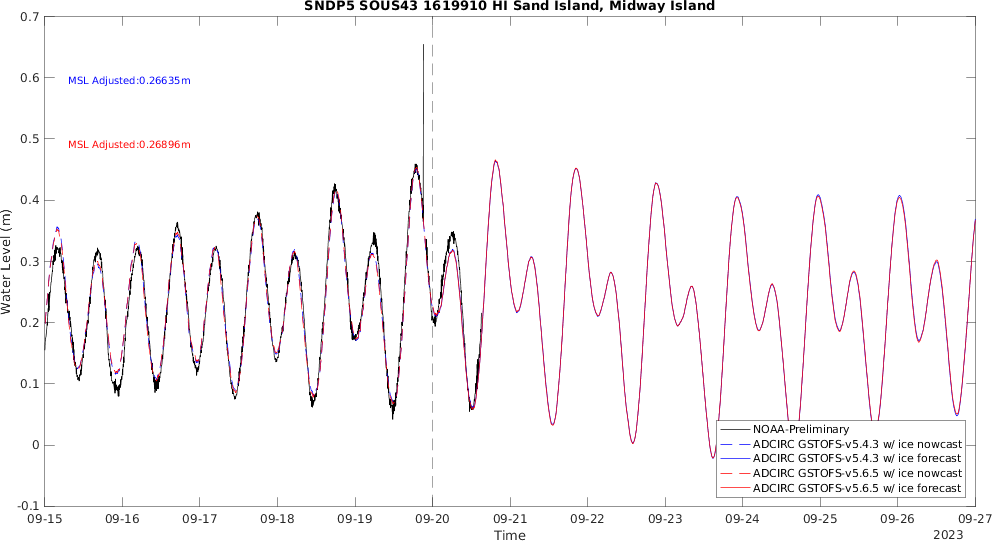 SNDP5 SOUS43 1619910 HI Sand Island, Midway Island
0.7
0.6
0.5
0.4
0.3
0.2
0.1
0
-0.1
Water Level (m)
MSL Adjusted:0.26635m
MSL Adjusted:0.26896m
NOAA-Preliminary
ADCIRC GSTOFS-v5.4.3 w/ ice nowcast
ADCIRC GSTOFS-v5.4.3 w/ ice forecast
ADCIRC GSTOFS-v5.6.5 w/ ice nowcast
ADCIRC GSTOFS-v5.6.5 w/ ice forecast
09-15 09-16 09-17 09-18 09-19 09-20 09-21 09-22 09-23 09-24 09-25 09-26 09-27
Time
2023